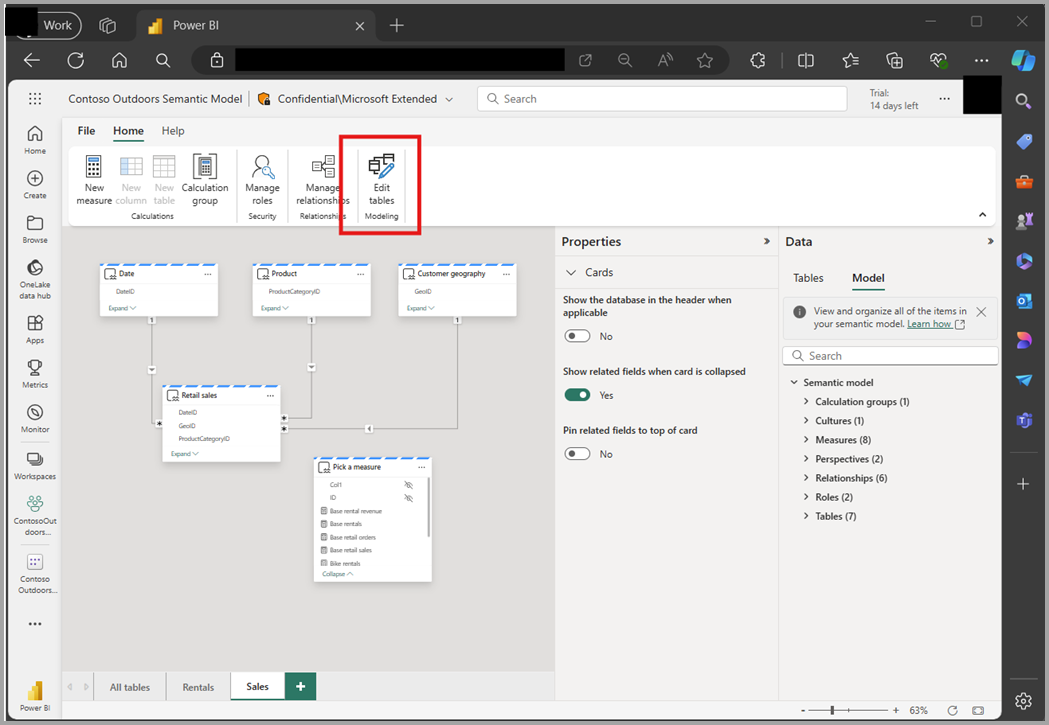 Work
Power BI
Contoso Outdoors Semantic Model
Confidential\Microsoft Extended
Search
Trial:
14 days left
File
Home
Help
New
measure
New
column
New
table
Calculation
group
Calculations
Manage
roles
Security
Manage
relationships
Relationships
Edit
tables
Modeling
Home
Create
Browse
OneLake
data hub
Apps
Metrics
Monitor
Workspaces
ContosoOut
doors...
Contoso
Outdoors...
Power BI
Date
DateID
Expand
Product
ProductCategoryID
Expand
Customer geography
GeoID
Expand
1
1
1
Retail sales
DateID
GeoID
ProductCategoryID
Expand
*
*
*
Pick a measure
Col1
ID
Base rental revenue
Base rentals
Base retail orders
Base retail sales
Bike rentals
Collapse
Properties
Cards
Show the database in the header when
applicable
No
Show related fields when card is collapsed
Yes
Pin related fields to top of card
No
Data
Tables
Model
View and organize all of the items in
your semantic model. Learn how
Search
Semantic model
Calculation groups (1)
Cultures (1)
Measures (8)
Perspectives (2)
Relationships (6)
Roles (2)
Tables (7)
All tables
Rentals
Sales
+
- + 63%